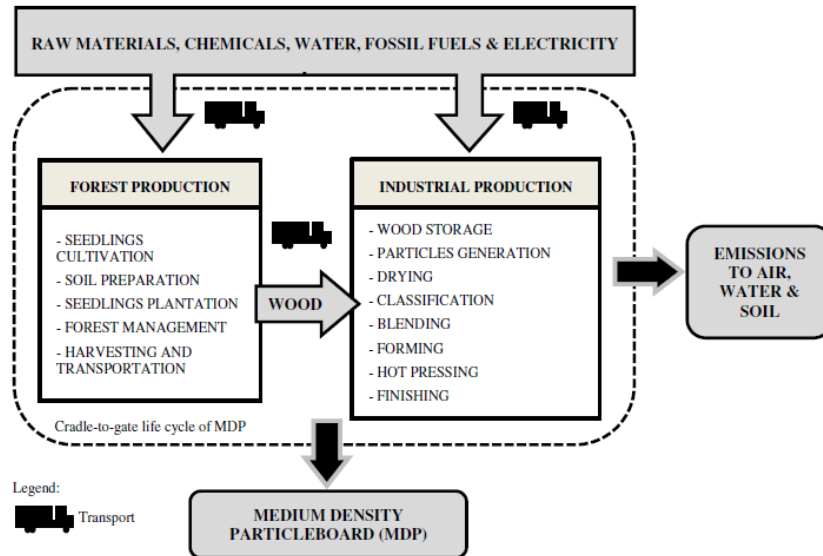 RAW MATERIALS, CHEMICALS, WATER, FOSSIL FUELS & ELECTRICITY
FOREST PRODUCTION
- SEEDLINGS
CULTIVATION
- SOIL PREPARATION
- SEEDLINGS PLANTATION
- FOREST MANAGEMENT
- HARVESTING AND
TRANSPORTATION
WOOD
INDUSTRIAL PRODUCTION
- WOOD STORAGE
- PARTICLES GENERATION
- DRYING
- CLASSIFICATION
- BLENDING
- FORMING
- HOT PRESSING
- FINISHING
EMISSIONS
TO AIR,
WATER &
SOIL
Cradle-to-gate life cycle of MDP
Legend:
Transport
MEDIUM DENSITY
PARTICLEBOARD (MDP)